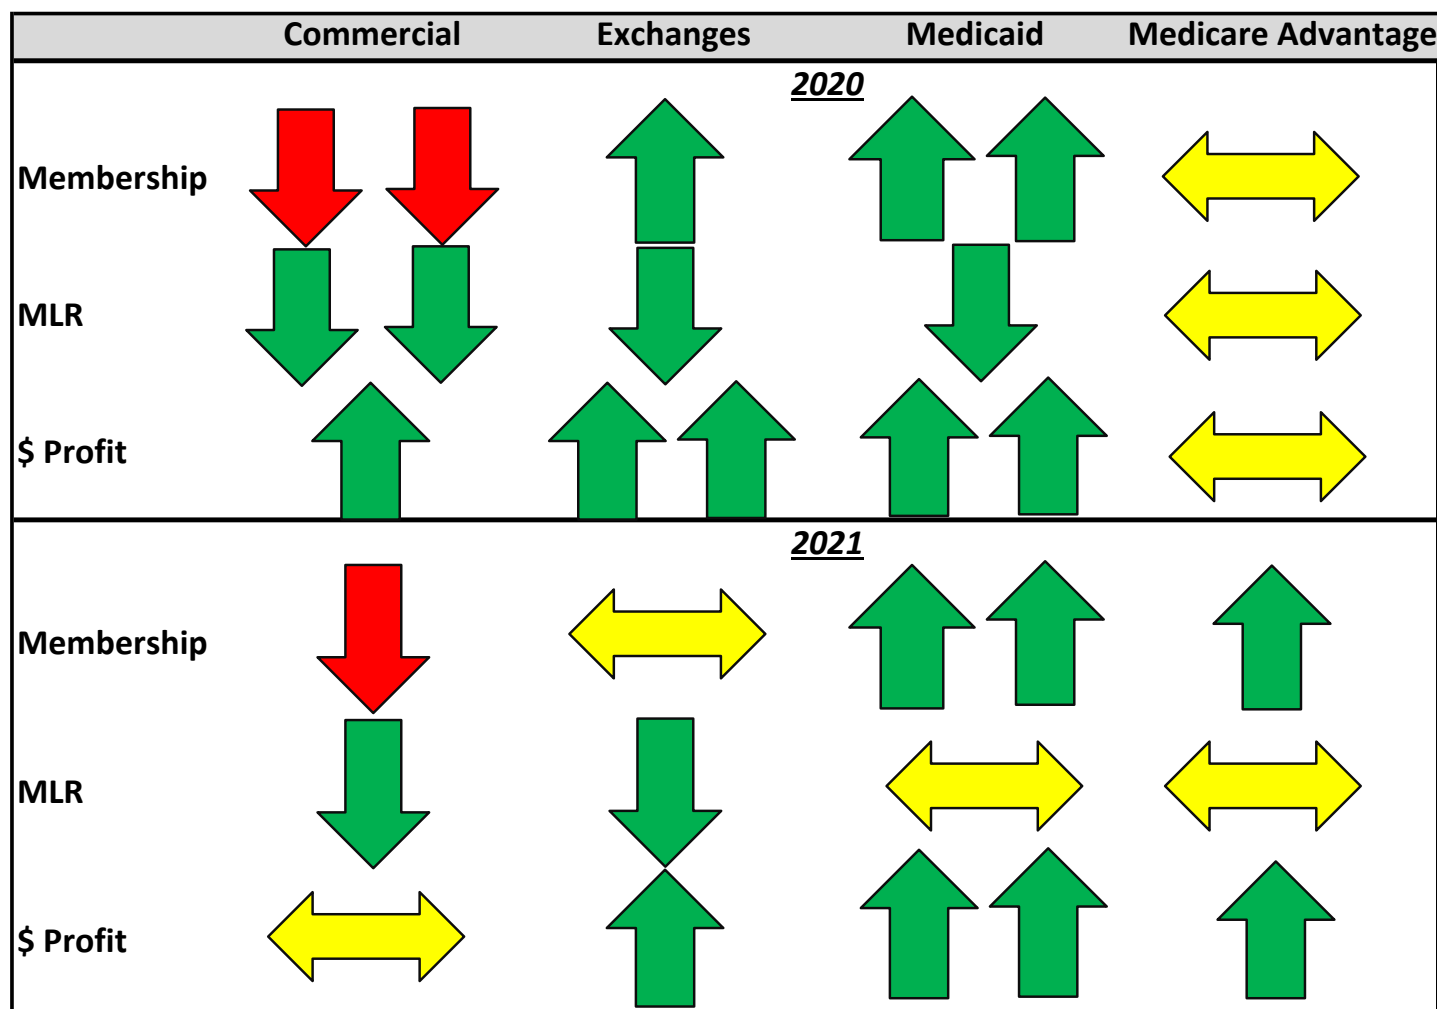 Commercial Exchanges Medicaid Medicare Advantage
2020
Membership
MLR
$ Profit
2021
Membership
MLR
$ Profit